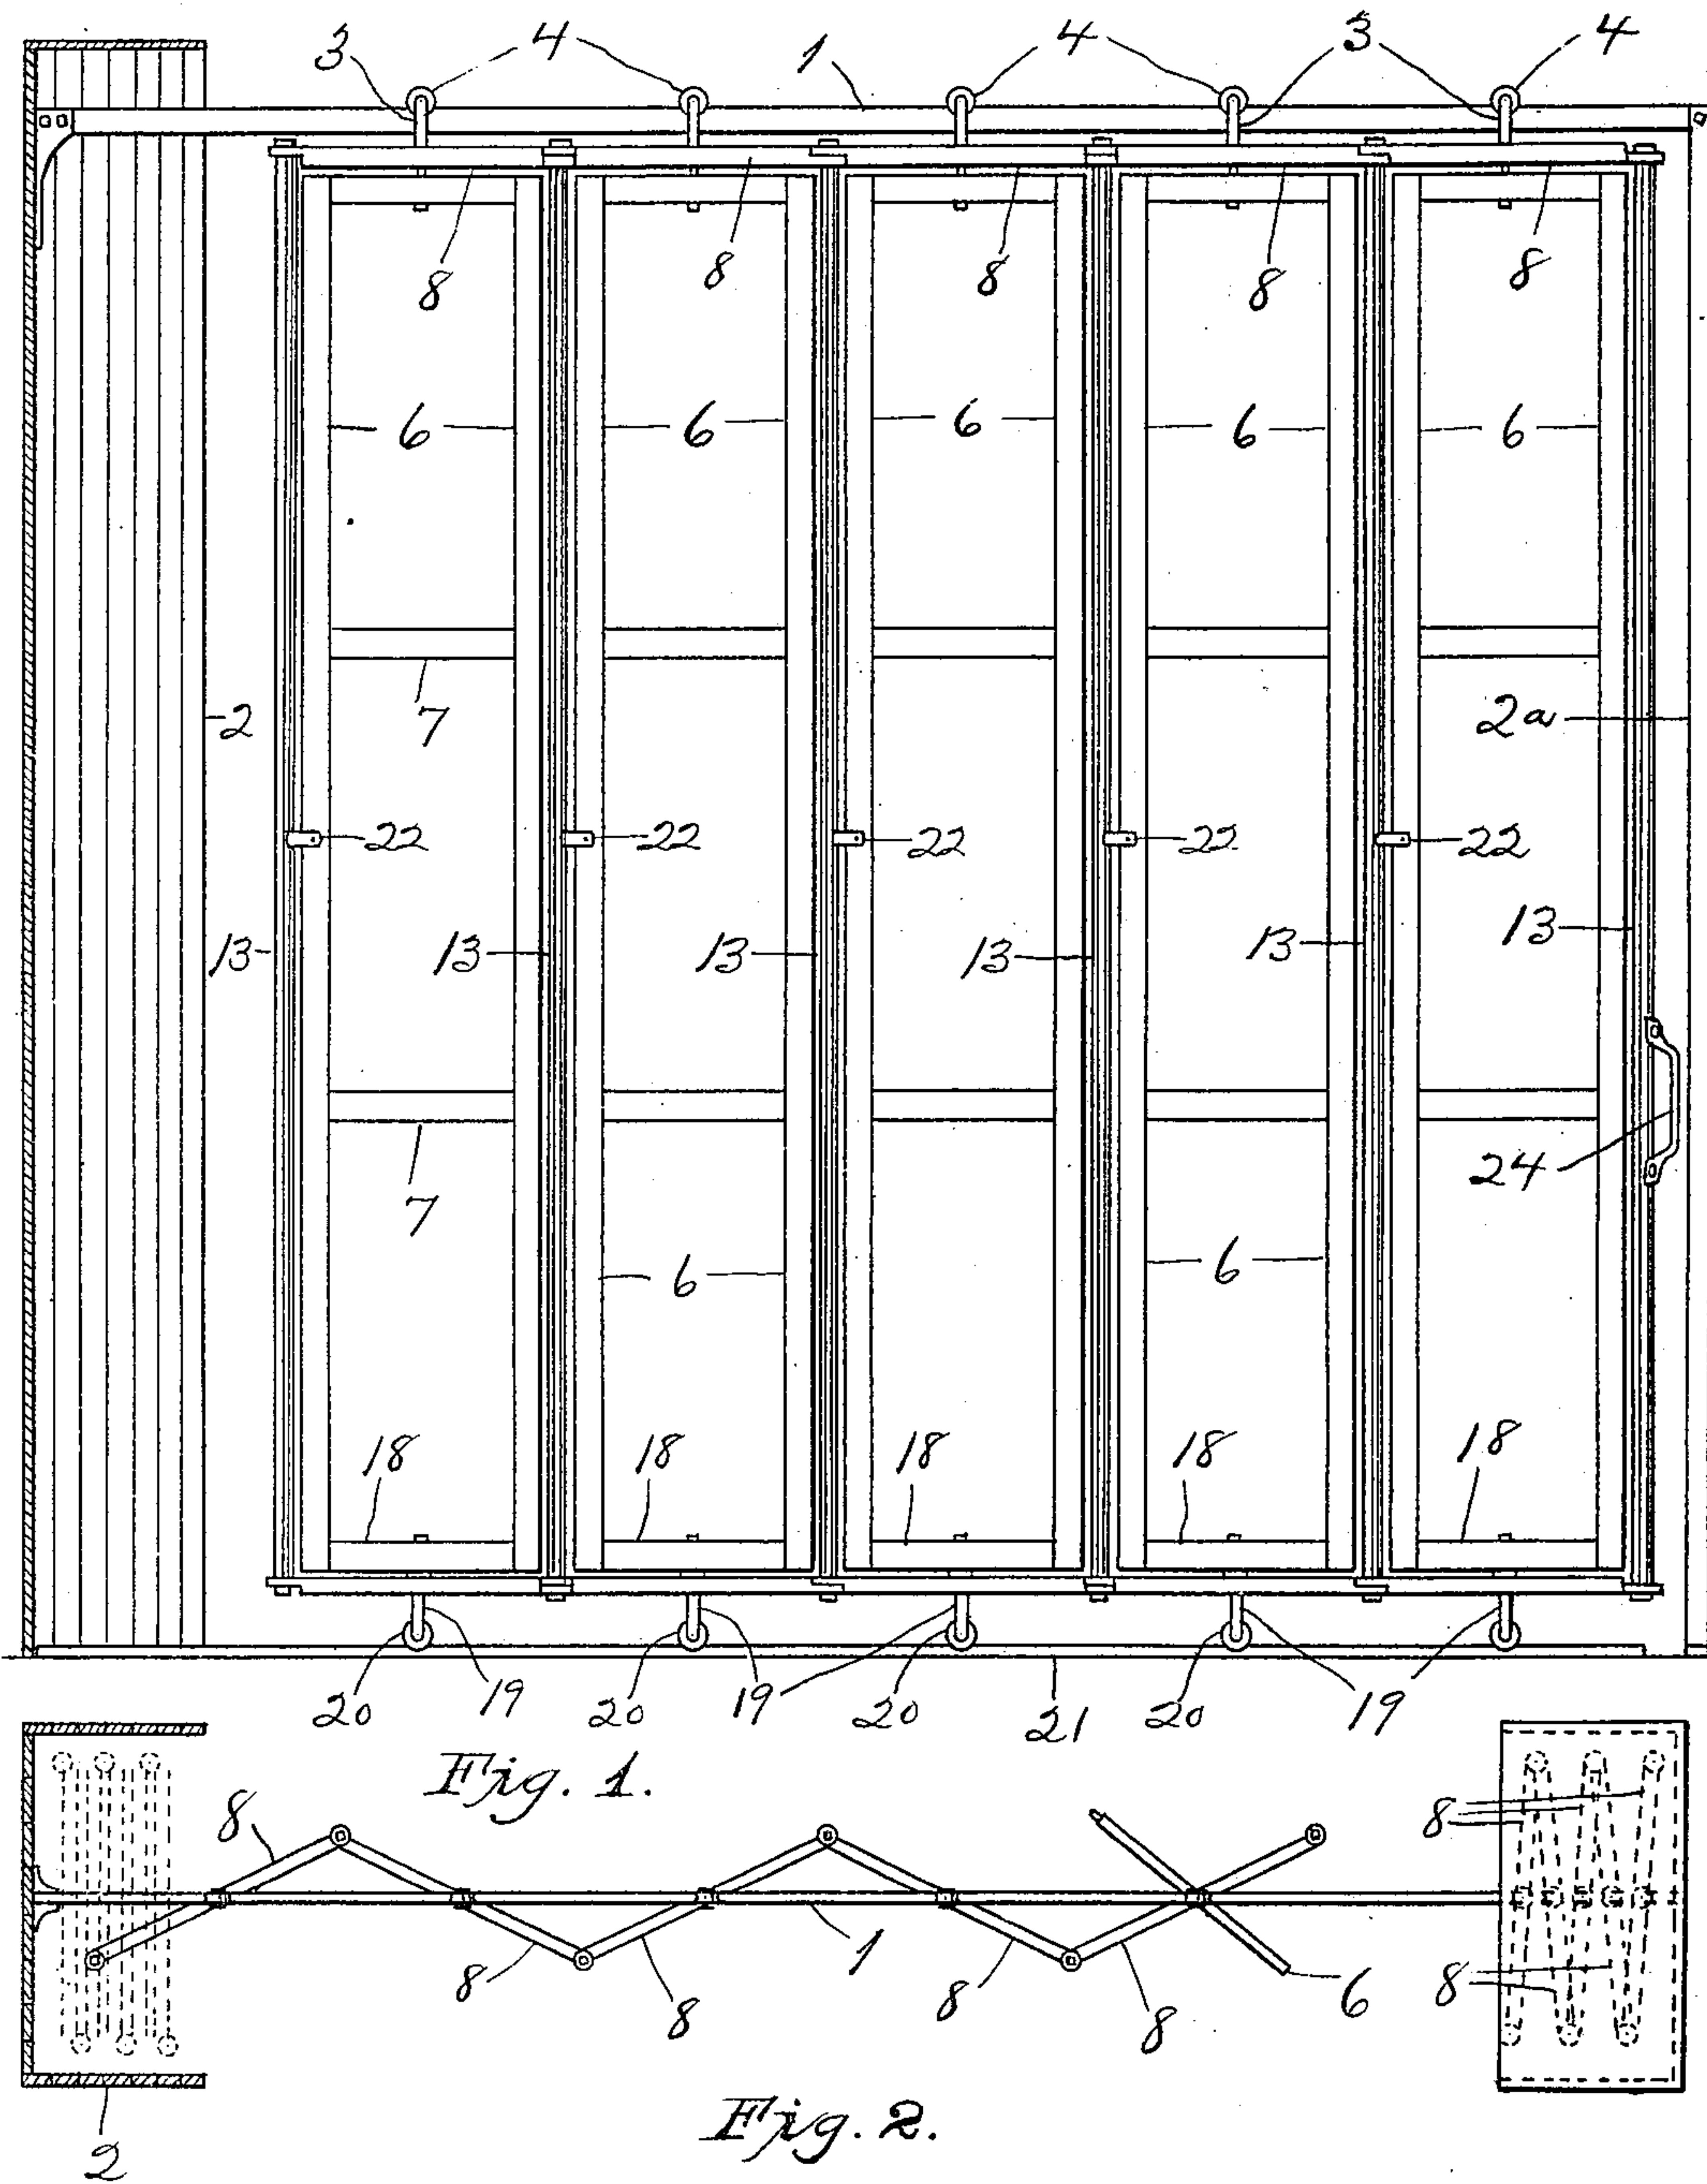 3 4 1 4 3 4
8 8 8 8 8
6 6 6 6 6
2 7 2a
22 22 22 22 22
13 13 13 13 13 13
24
7
6 6
18 18 18 18 18
20 19 20 19 20 21 20 19
Fig. 1.
8 8
8 8 1 8 8 6 8
2
Fig. 2.